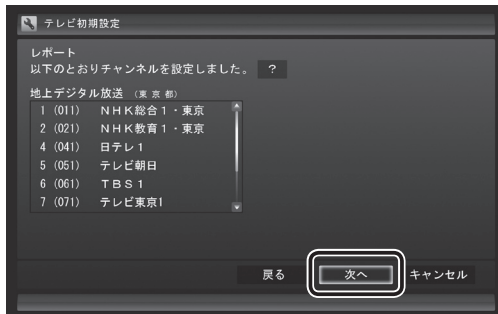 テレビ初期設定
レポート
以下のとおりチャンネルを設定しました。 ?
地上デジタル放送 （東京都）
1 (011) NHK総合1・東京
2 (021) NHK教育1・東京
4 (041) 日テレ1
5 (051) テレビ朝日
6 (061) TBS1
7 (071) テレビ東京1
戻る 次へ キャンセル